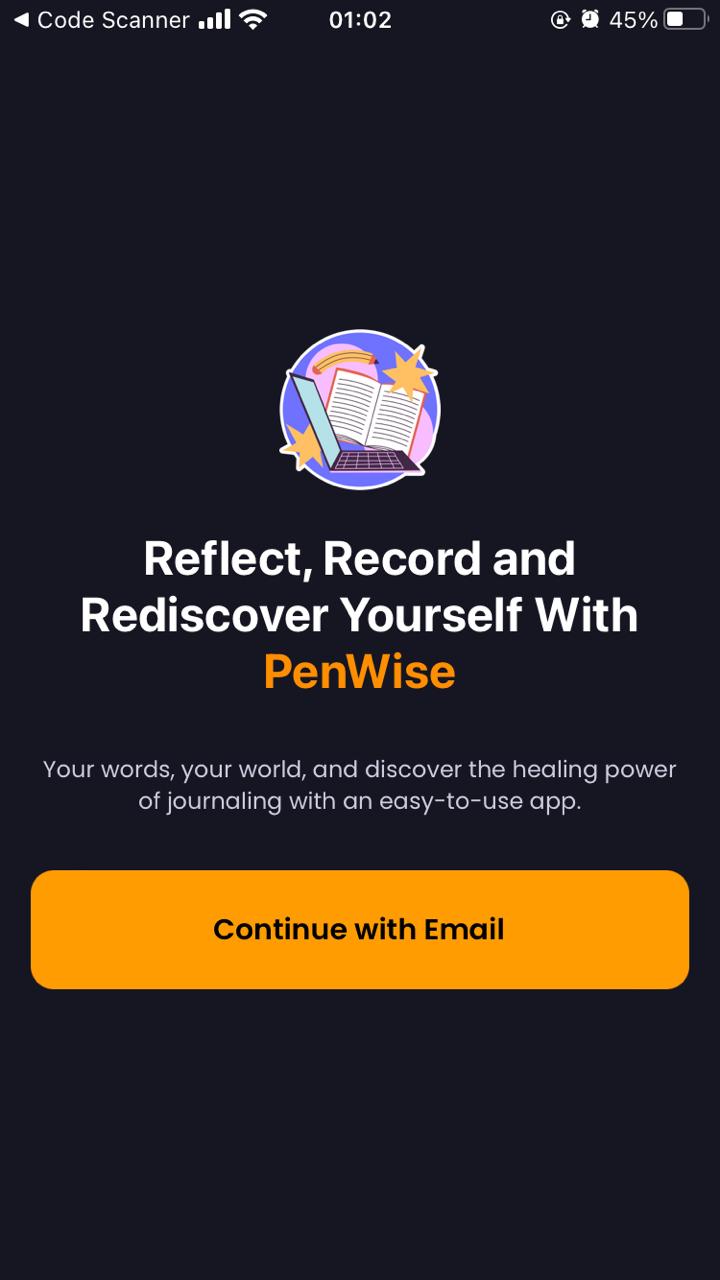 Code Scanner
01:02
45%
Reflect, Record and
Rediscover Yourself With
PenWise
Your words, your world, and discover the healing power
of journaling with an easy-to-use app.
Continue with Email